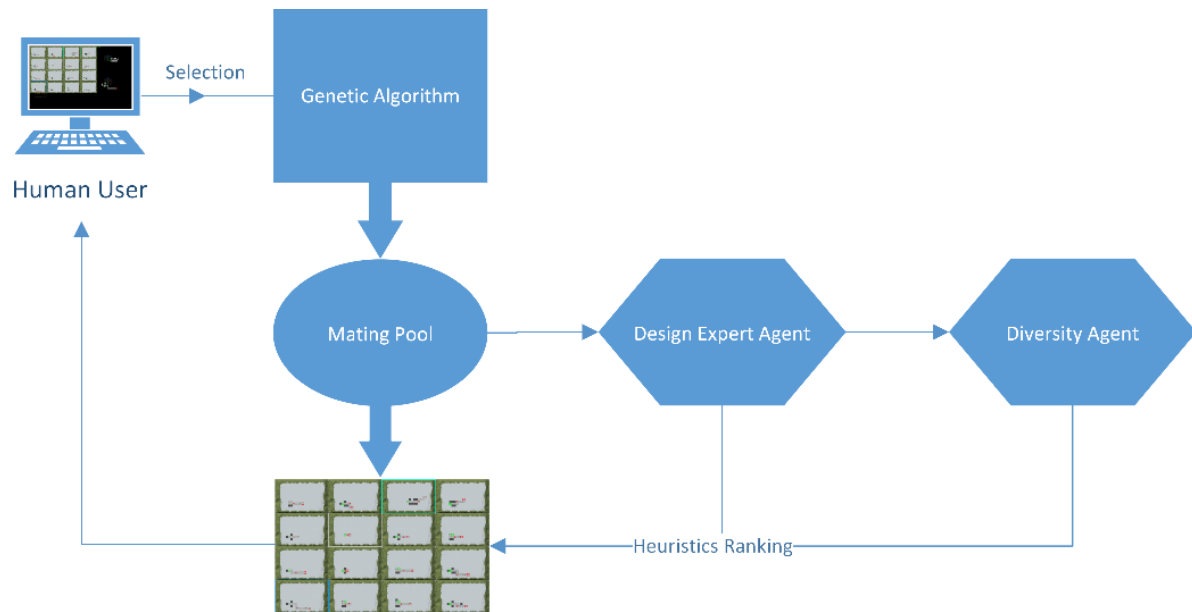 Selection
Genetic Algorithm
Human User
Mating Pool
Design Expert Agent
Diversity Agent
Heuristics Ranking